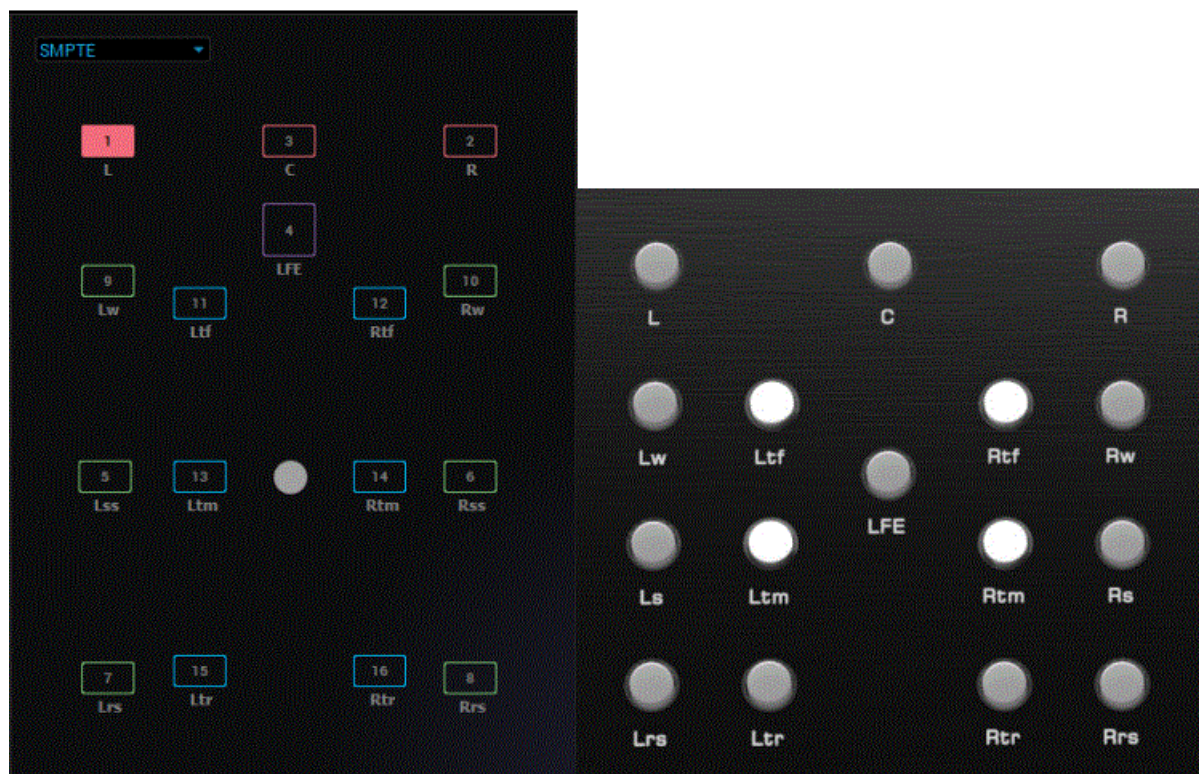 SMPTE
1 3 2
L C R
4
LFE
9 10
Lw Rw
11 12
Ltf Rtf
5 13 14 6
Lss Ltm Rtm Rss
7 15 16 8
Lrs Ltr Rtr Rrs
L C R
Lw Ltf Rtf Rw
LFE
Ls Ltm Rtm Rs
Lrs Ltr Rtr Rrs